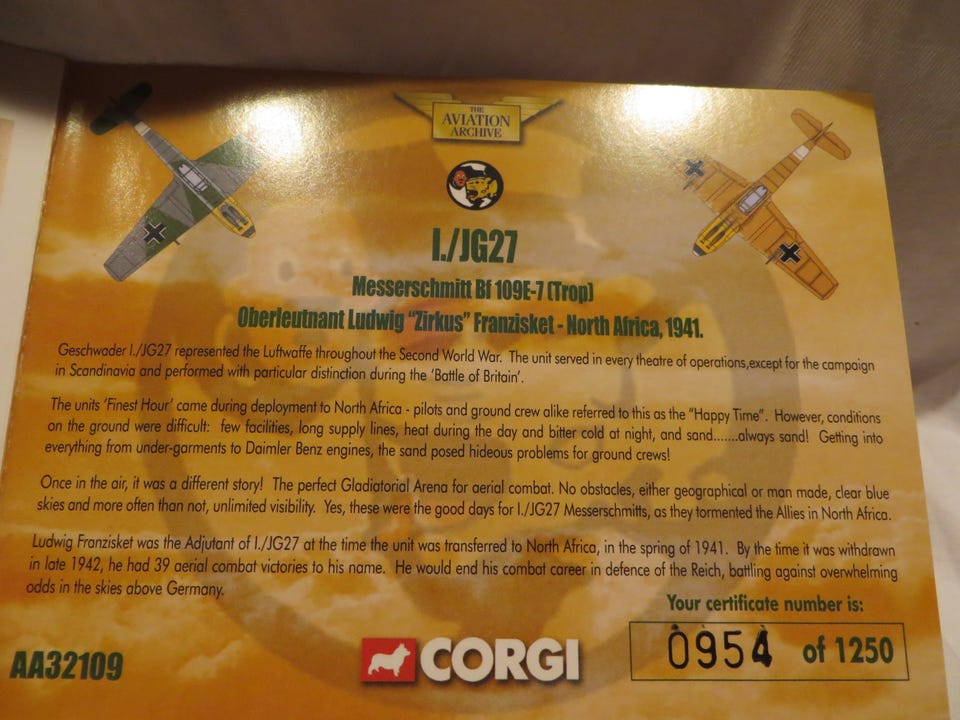 THE
AVIATION
ARCHIVE
I./JG27
Messerschmitt Bf 109E-7 (Trop)
Oberleutnant Ludwig "Zirkus" Franzisket - North Africa, 1941.
Geschwader I./JG27 represented the Luftwaffe throughout the Second World War. The unit served in every theatre of operations,except for the campaign
in Scandinavia and performed with particular distinction during the 'Battle of Britain'.
The units 'Finest Hour' came during deployment to North Africa - pilots and ground crew alike referred to this as the "Happy Time". However, conditions
on the ground were difficult: few facilities, long supply lines, heat during the day and bitter cold at night, and sand.......always sand! Getting into
everything from under-garments to Daimler Benz engines, the sand posed hideous problems for ground crews!
Once in the air, it was a different story! The perfect Gladiatorial Arena for aerial combat. No obstacles, either geographical or man made, clear blue
skies and more often than not, unlimited visibility. Yes, these were the good days for I./JG27 Messerschmitts, as they tormented the Allies in North Africa.
Ludwig Franzisket was the Adjutant of I./JG27 at the time the unit was transferred to North Africa, in the spring of 1941. By the time it was withdrawn
in late 1942, he had 39 aerial combat victories to his name. He would end his combat career in defence of the Reich, battling against overwhelming
odds in the skies above Germany.
Your certificate number is:
0954 of 1250
AA32109
CORGI